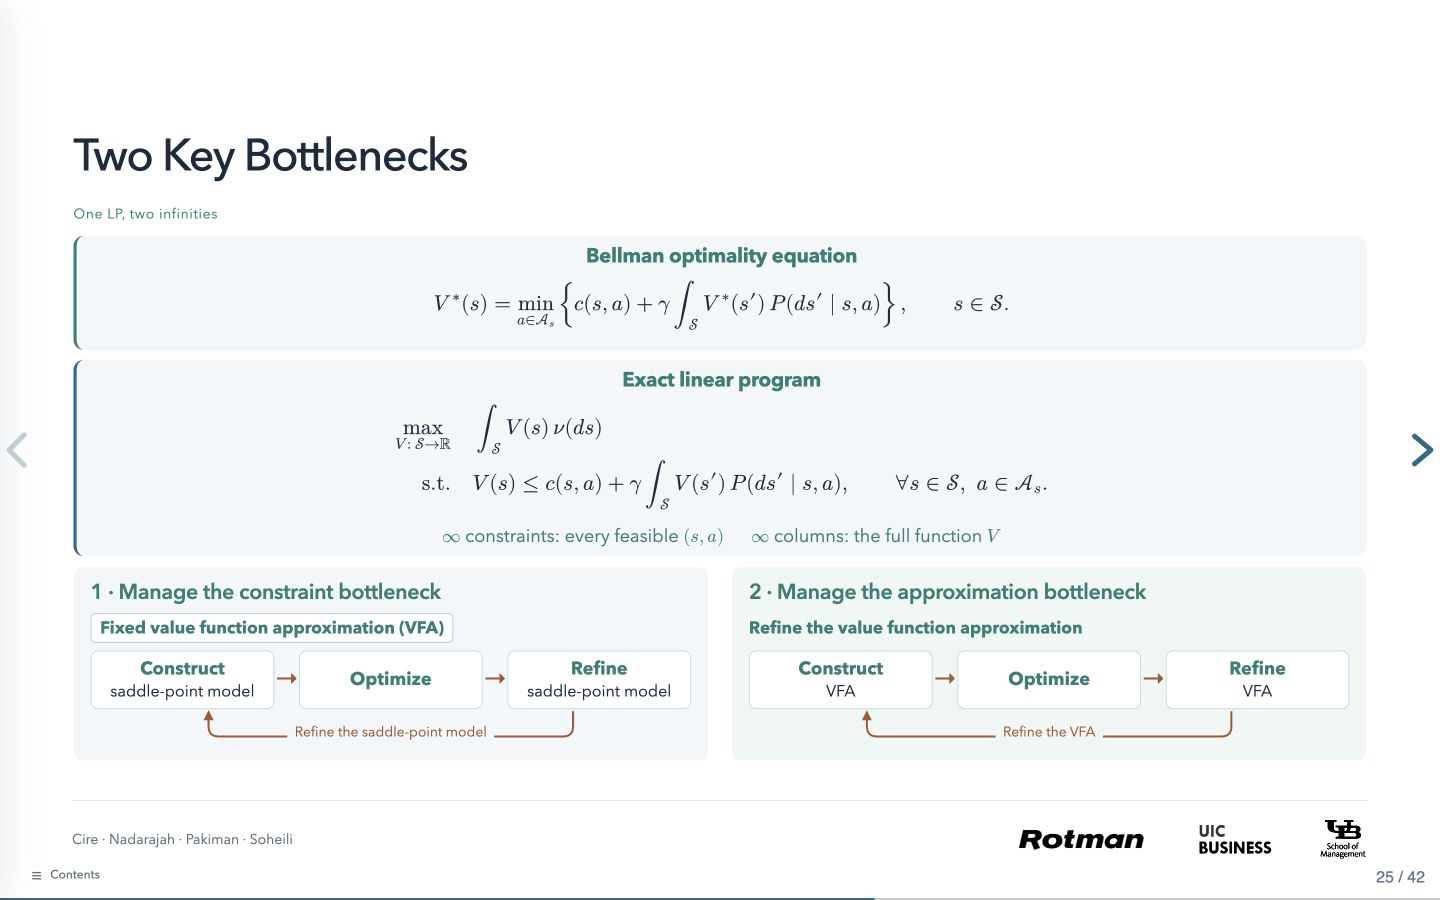 Two Key Bottlenecks
One LP, two infinities
Bellman optimality equation
V*(s) = min_{a∈𝒜_s} { c(s, a) + γ ∫_𝒮 V*(s′) P(ds′ | s, a) } ,  s ∈ 𝒮.
Exact linear program
max_{V: 𝒮→ℝ} ∫_𝒮 V(s) ν(ds)
s.t. V(s) ≤ c(s, a) + γ ∫_𝒮 V(s′) P(ds′ | s, a),  ∀s ∈ 𝒮, a ∈ 𝒜_s.
∞ constraints: every feasible (s, a)  ∞ columns: the full function V
1 · Manage the constraint bottleneck
Fixed value function approximation (VFA)
Construct
saddle-point model
Optimize
Refine
saddle-point model
Refine the saddle-point model
2 · Manage the approximation bottleneck
Refine the value function approximation
Construct
VFA
Optimize
Refine
VFA
Refine the VFA
Cire · Nadarajah · Pakiman · Soheili
Rotman
UIC
BUSINESS
UB
School of
Management
Contents
25 / 42